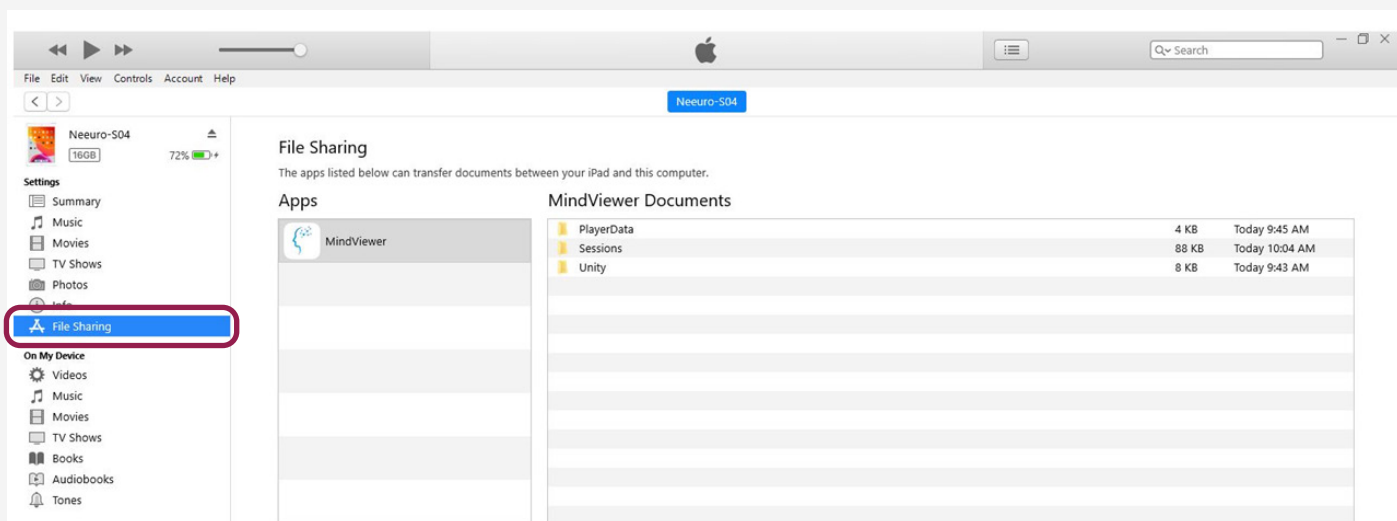 Search
File Edit View Controls Account Help
Neeuro-S04
Neeuro-S04
16GB 72%
Settings
Summary
Music
Movies
TV Shows
Photos
Info
File Sharing
On My Device
Videos
Music
Movies
TV Shows
Books
Audiobooks
Tones
File Sharing
The apps listed below can transfer documents between your iPad and this computer.
Apps
MindViewer
MindViewer Documents
PlayerData 4 KB Today 9:45 AM
Sessions 88 KB Today 10:04 AM
Unity 8 KB Today 9:43 AM